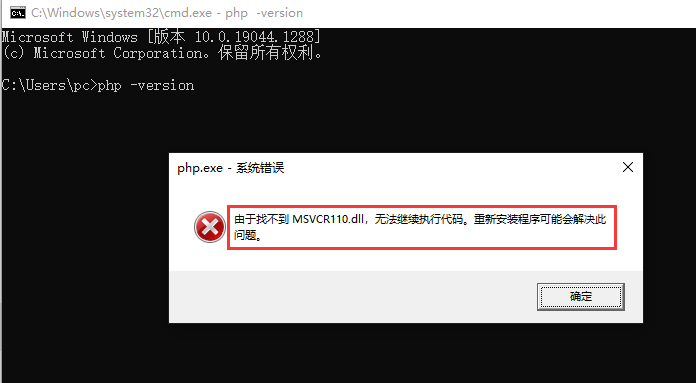 C:\Windows\system32\cmd.exe - php -version
Microsoft Windows [版本 10.0.19044.1288]
(c) Microsoft Corporation。保留所有权利。
C:\Users\pc>php -version
php.exe - 系统错误
由于找不到 MSVCR110.dll，无法继续执行代码。重新安装程序可能会解决此
问题。
确定